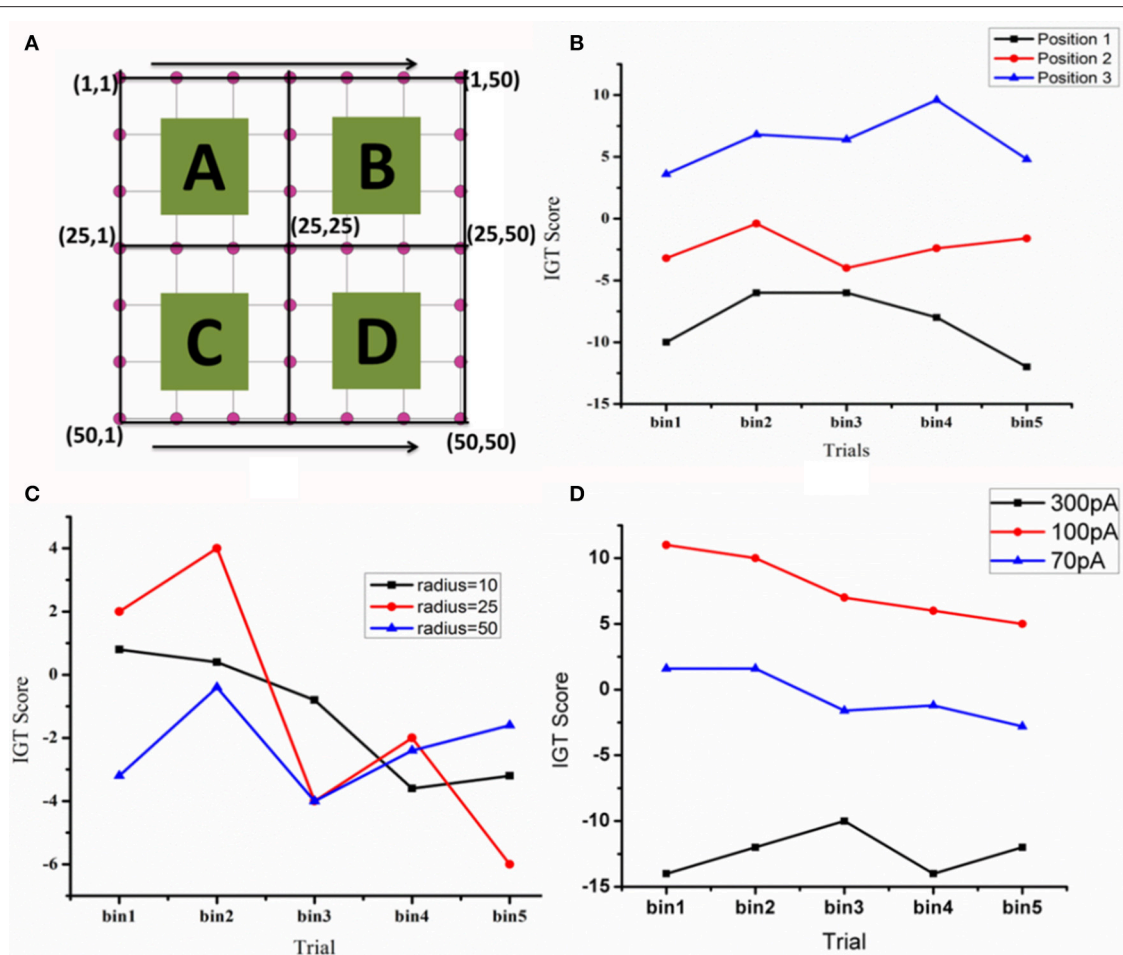 A
(1,1)
(1,50)
A
B
(25,1)
(25,25)
(25,50)
C
D
(50,1)
(50,50)
B
Position 1
Position 2
Position 3
10
5
0
-5
-10
-15
IGT Score
bin1 bin2 bin3 bin4 bin5
Trials
C
radius=10
radius=25
radius=50
4
2
0
-2
-4
-6
IGT Score
bin1 bin2 bin3 bin4 bin5
Trial
D
300pA
100pA
70pA
10
5
0
-5
-10
-15
IGT Score
bin1 bin2 bin3 bin4 bin5
Trial